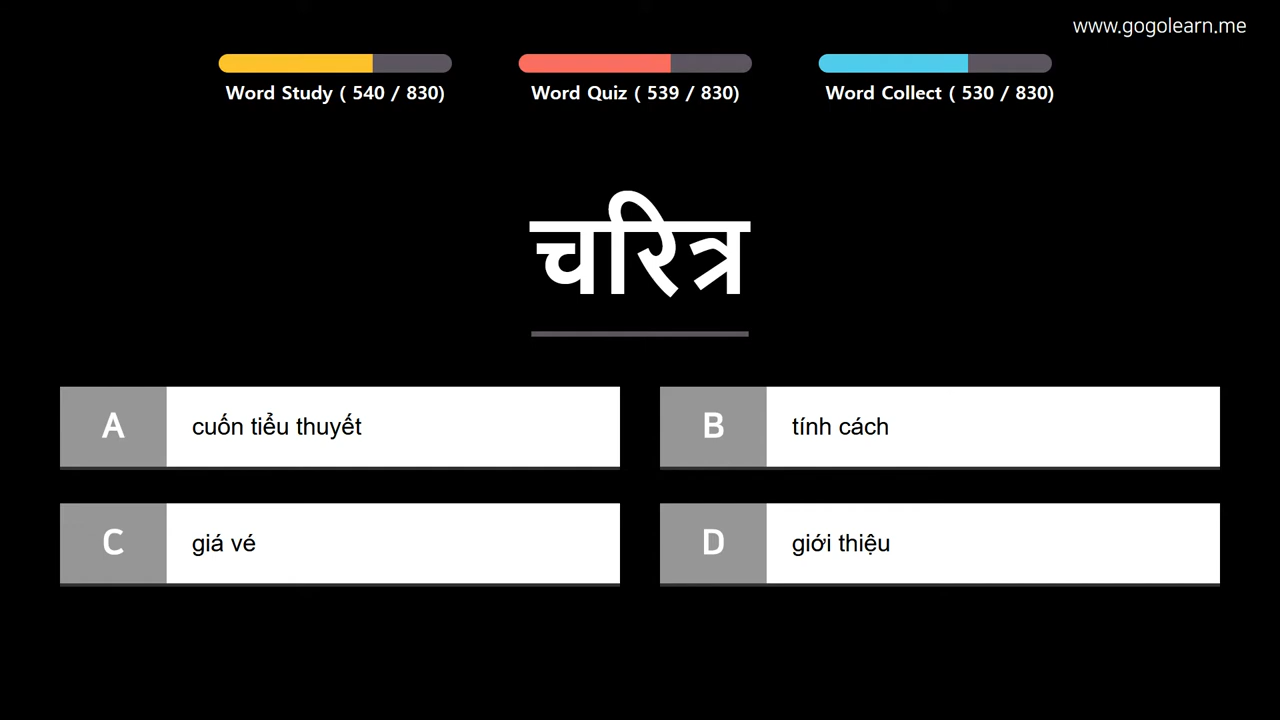 www.gogolearn.me
Word Study ( 540 / 830)
Word Quiz ( 539 / 830)
Word Collect ( 530 / 830)
चरित्र
A cuốn tiểu thuyết
B tính cách
C giá vé
D giới thiệu